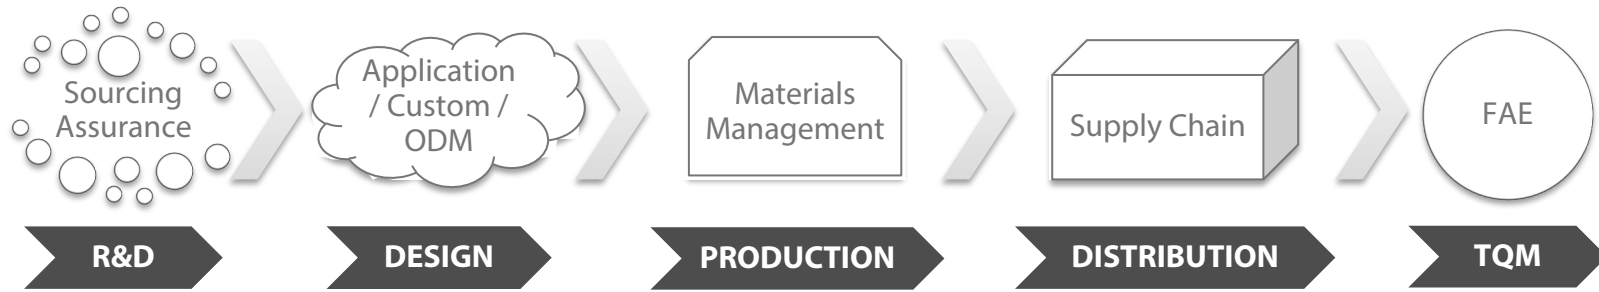 Sourcing
Assurance
Application
/ Custom /
ODM
Materials
Management
Supply Chain
FAE
R&D
DESIGN
PRODUCTION
DISTRIBUTION
TQM